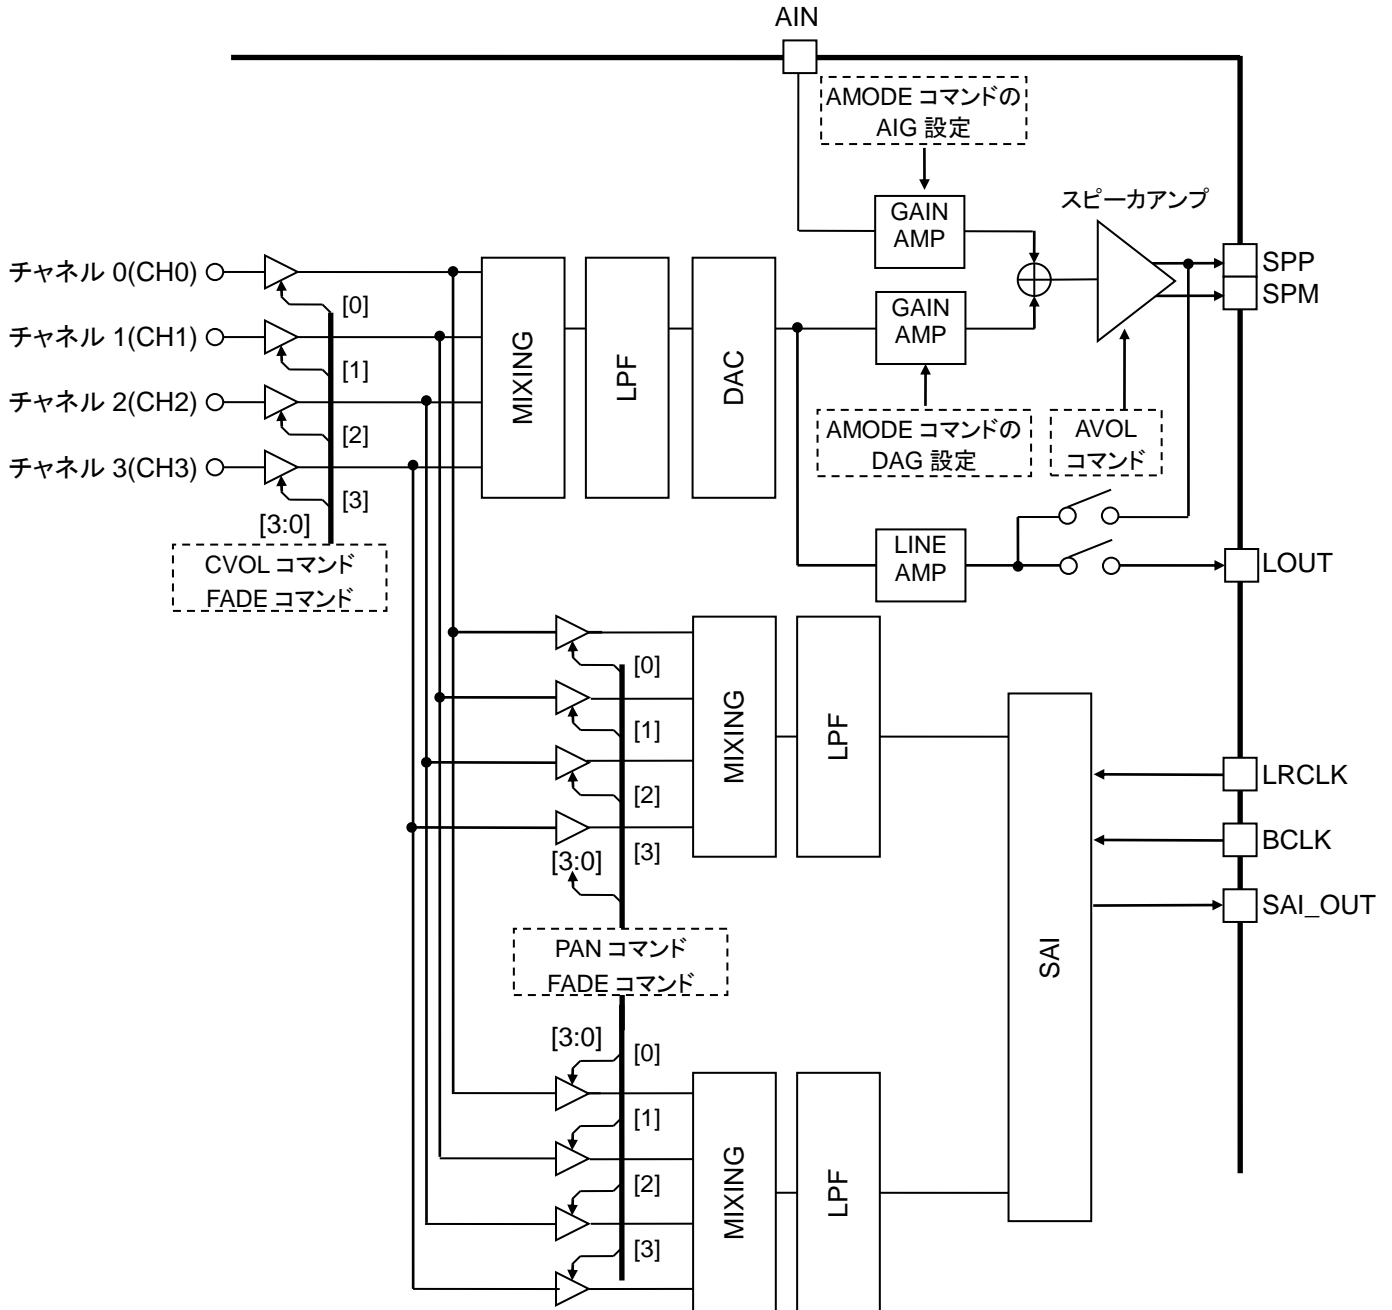 AIN
AMODE コマンドの
AIG 設定
スピーカアンプ
GAIN
AMP
チャネル 0(CH0)
[0]
SPP
SPM
チャネル 1(CH1)
[1]
GAIN
AMP
MIXING
LPF
DAC
チャネル 2(CH2)
[2]
AMODE コマンドの
DAG 設定
AVOL
コマンド
チャネル 3(CH3)
[3]
[3:0]
CVOL コマンド
FADE コマンド
LINE
AMP
LOUT
[0]
[1]
[2]
[3]
[3:0]
MIXING
LPF
LRCLK
BCLK
SAI_OUT
SAI
PAN コマンド
FADE コマンド
[3:0]
[0]
[1]
[2]
[3]
MIXING
LPF